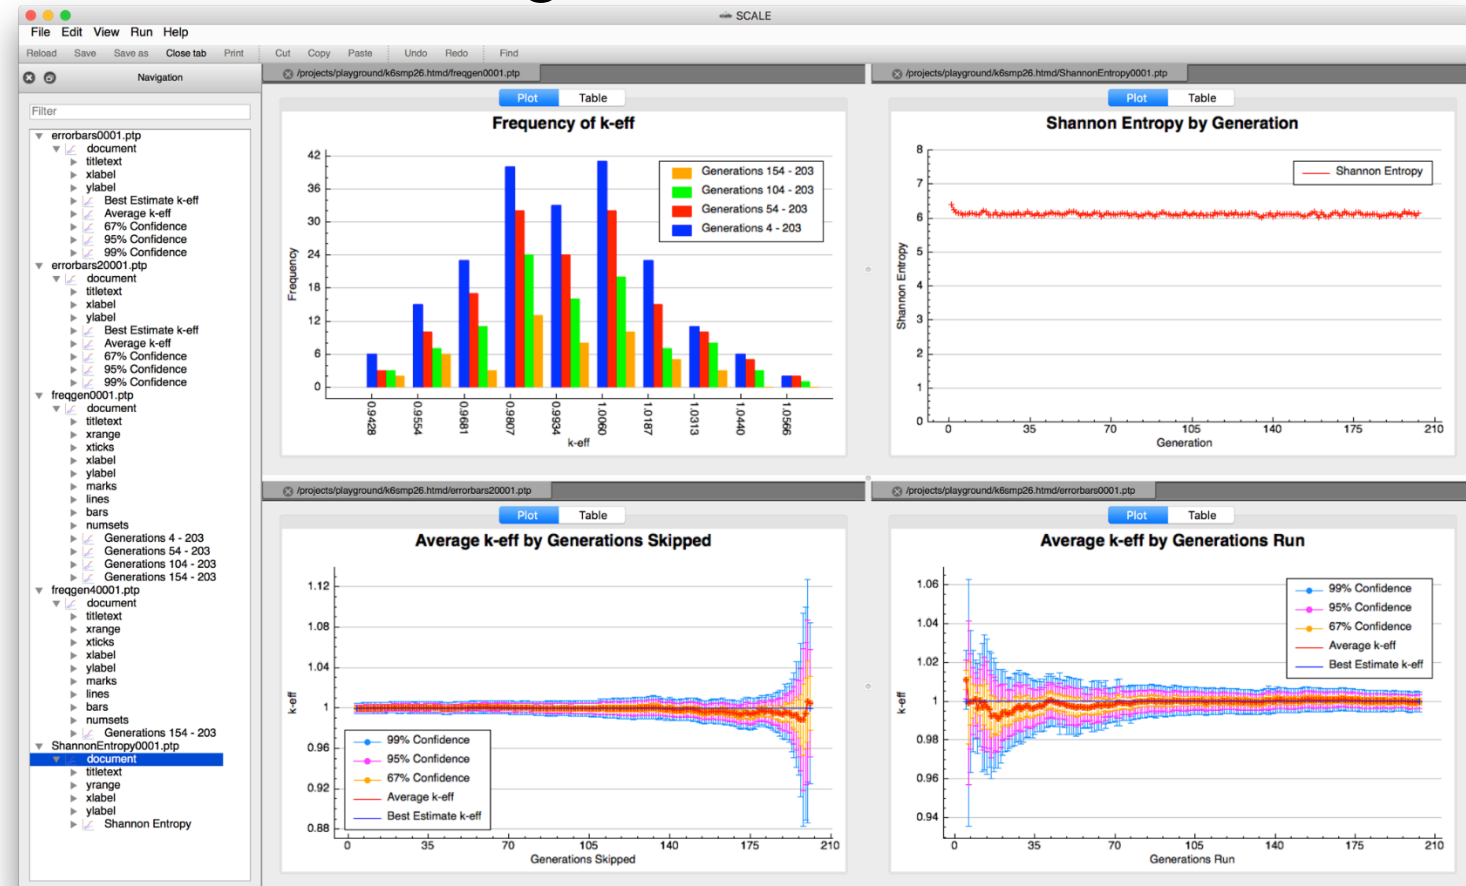 SCALE
File Edit View Run Help
Reload Save Save as Close tab Print Cut Copy Paste Undo Redo Find
Navigation
Filter
errorbars0001.ptp
document
titletext
xlabel
ylabel
Best Estimate k-eff
Average k-eff
67% Confidence
95% Confidence
99% Confidence
errorbars20001.ptp
document
titletext
xlabel
ylabel
Best Estimate k-eff
Average k-eff
67% Confidence
95% Confidence
99% Confidence
freqgen0001.ptp
document
titletext
xrange
xticks
xlabel
ylabel
marks
lines
bars
numsets
Generations 4 - 203
Generations 54 - 203
Generations 104 - 203
Generations 154 - 203
freqgen40001.ptp
document
titletext
xrange
xticks
xlabel
ylabel
marks
lines
bars
numsets
Generations 154 - 203
ShannonEntropy0001.ptp
document
titletext
yrange
xlabel
ylabel
Shannon Entropy
/projects/playground/k6smp26.htmd/freqgen0001.ptp
Plot Table
Frequency of k-eff
Generations 154 - 203
Generations 104 - 203
Generations 54 - 203
Generations 4 - 203
42
36
30
24
18
12
6
0
Frequency
0.9428 0.9554 0.9681 0.9807 0.9934 1.0060 1.0187 1.0313 1.0440 1.0566
k-eff
/projects/playground/k6smp26.htmd/ShannonEntropy0001.ptp
Plot Table
Shannon Entropy by Generation
Shannon Entropy
8
7
6
5
4
3
2
1
0
Shannon Entropy
0 35 70 105 140 175 210
Generation
/projects/playground/k6smp26.htmd/errorbars20001.ptp
Plot Table
Average k-eff by Generations Skipped
1.12
1.08
1.04
1
0.96
0.92
0.88
k-eff
99% Confidence
95% Confidence
67% Confidence
Average k-eff
Best Estimate k-eff
0 35 70 105 140 175 210
Generations Skipped
/projects/playground/k6smp26.htmd/errorbars0001.ptp
Plot Table
Average k-eff by Generations Run
1.06
1.04
1.02
1
0.98
0.96
0.94
k-eff
99% Confidence
95% Confidence
67% Confidence
Average k-eff
Best Estimate k-eff
0 35 70 105 140 175 210
Generations Run